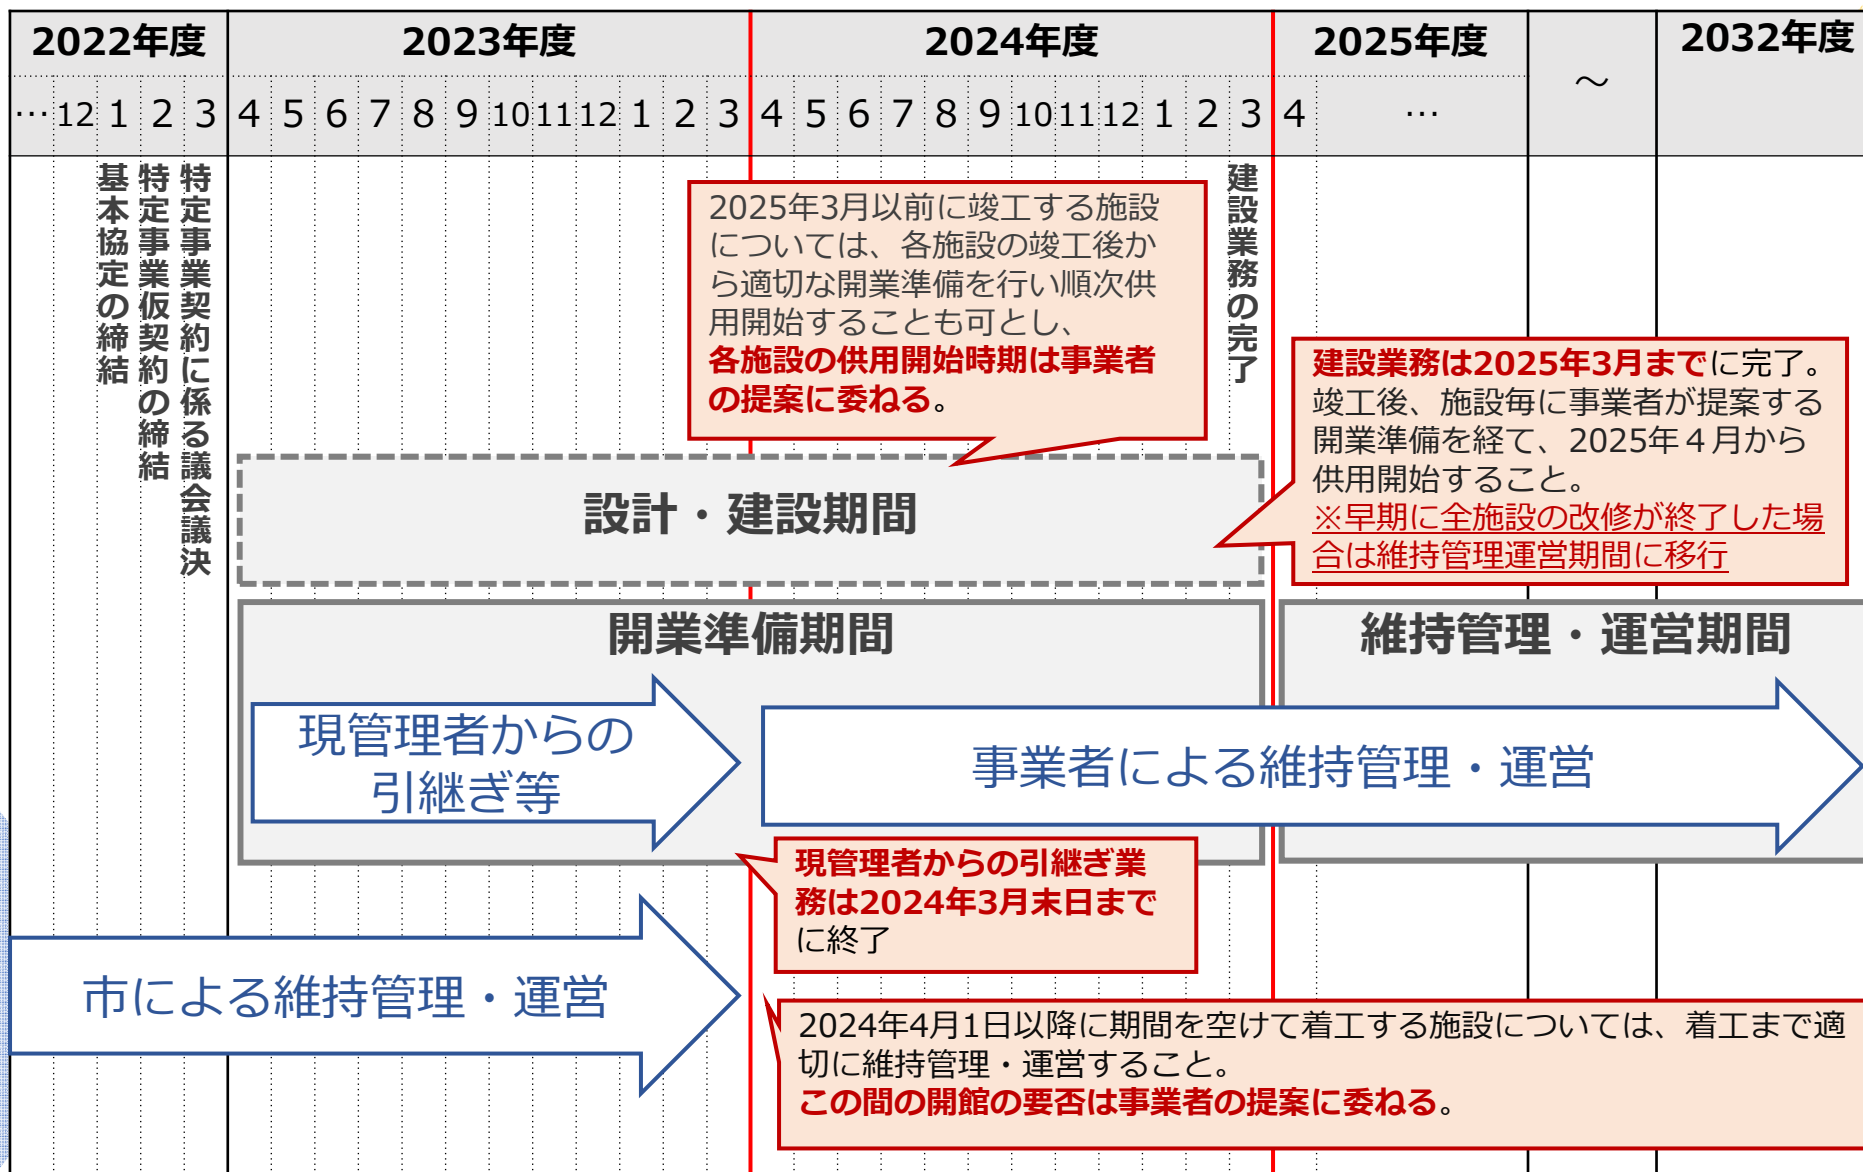 2022年度 2023年度 2024年度 2025年度 ～ 2032年度
… 12 1 2 3 4 5 6 7 8 9 10 11 12 1 2 3 4 5 6 7 8 9 10 11 12 1 2 3 4 …
基本協定の締結
特定事業仮契約の締結
特定事業契約に係る議会議決
2025年3月以前に竣工する施設
については、各施設の竣工後か
ら適切な開業準備を行い順次供
用開始することも可とし、
各施設の供用開始時期は事業者
の提案に委ねる。
建設業務の完了
建設業務は2025年3月までに完了。
竣工後、施設毎に事業者が提案する
開業準備を経て、2025年４月から
供用開始すること。
※早期に全施設の改修が終了した場
合は維持管理運営期間に移行
設計・建設期間
開業準備期間
維持管理・運営期間
現管理者からの
引継ぎ等
事業者による維持管理・運営
現管理者からの引継ぎ業
務は2024年3月末日まで
に終了
市による維持管理・運営
2024年4月1日以降に期間を空けて着工する施設については、着工まで適
切に維持管理・運営すること。
この間の開館の要否は事業者の提案に委ねる。